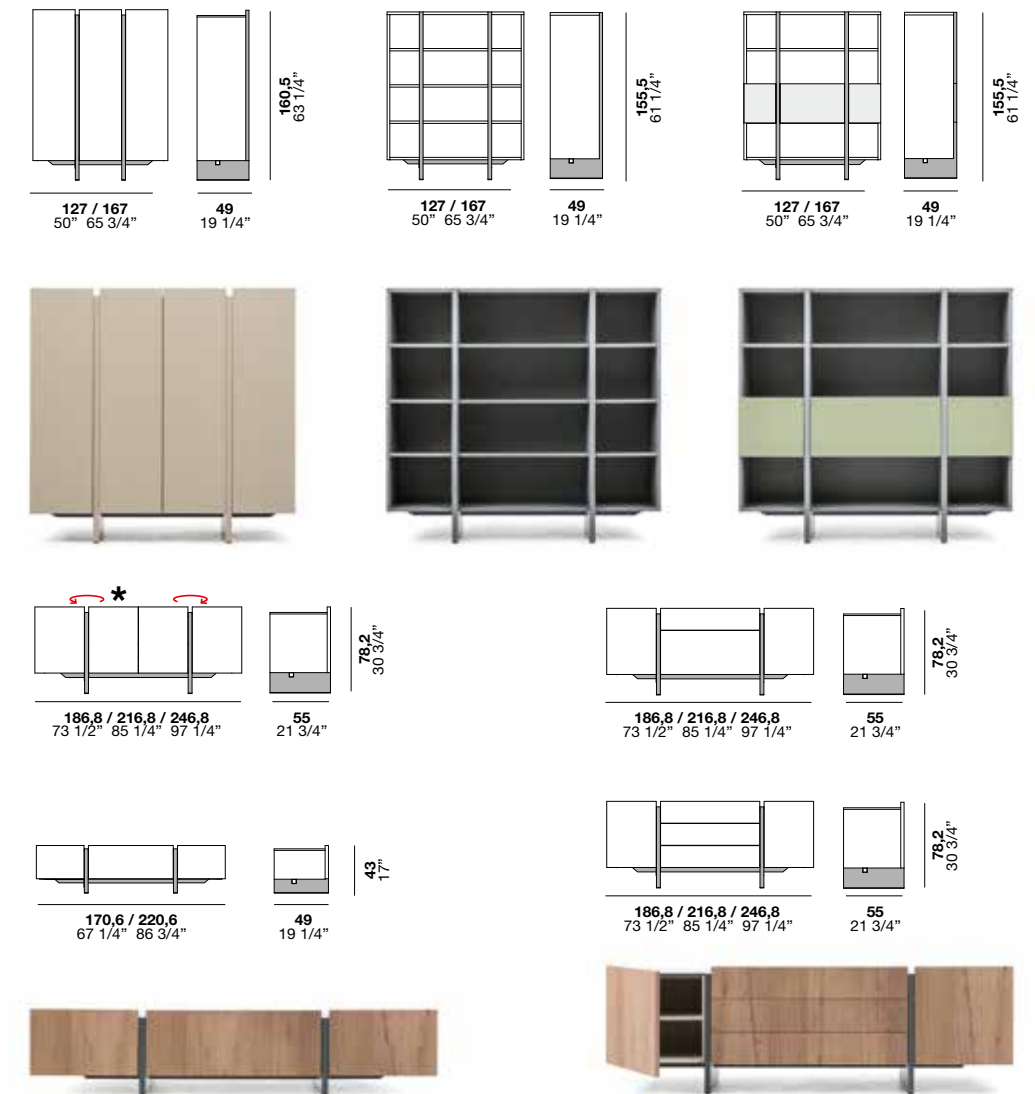 160,5
63 1/4”
127 / 167
50” 65 3/4”
49
19 1/4”
155,5
61 1/4”
127 / 167
50” 65 3/4”
49
19 1/4”
155,5
61 1/4”
127 / 167
50” 65 3/4”
49
19 1/4”
*
78,2
30 3/4”
186,8 / 216,8 / 246,8
73 1/2” 85 1/4” 97 1/4”
55
21 3/4”
78,2
30 3/4”
186,8 / 216,8 / 246,8
73 1/2” 85 1/4” 97 1/4”
55
21 3/4”
43
17”
170,6 / 220,6
67 1/4” 86 3/4”
49
19 1/4”
78,2
30 3/4”
186,8 / 216,8 / 246,8
73 1/2” 85 1/4” 97 1/4”
55
21 3/4”